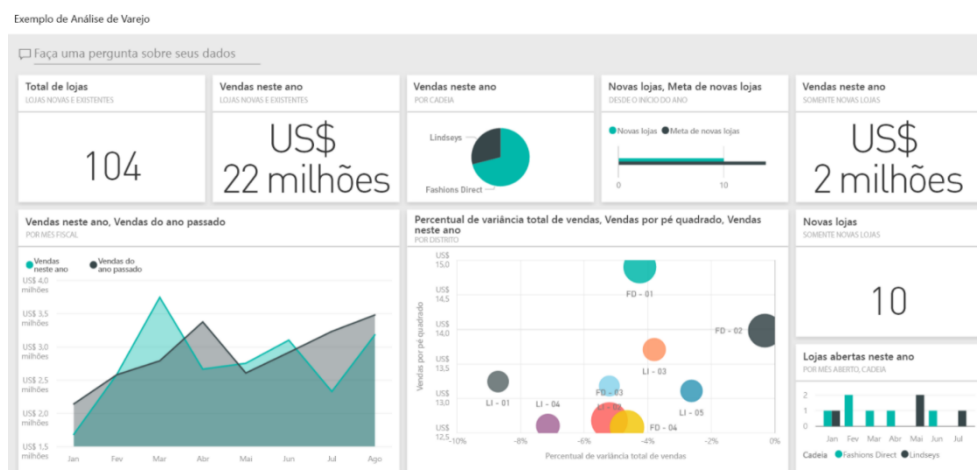 Exemplo de Análise de Varejo
Faça uma pergunta sobre seus dados
Total de lojas
LOJAS NOVAS E EXISTENTES
104
Vendas neste ano
LOJAS NOVAS E EXISTENTES
US$
22 milhões
Vendas neste ano
POR CADEIA
Lindseys
Fashions Direct
Novas lojas, Meta de novas lojas
DESDE O INÍCIO DO ANO
Novas lojas Meta de novas lojas
0 10
Vendas neste ano
SOMENTE NOVAS LOJAS
US$
2 milhões
Vendas neste ano, Vendas do ano passado
POR MÊS FISCAL
Vendas
neste ano
Vendas do
ano passado
US$ 4,0
milhões
US$ 3,5
milhões
US$ 3,0
milhões
US$ 2,5
milhões
US$ 2,0
milhões
US$ 1,5
milhões
Jan Fev Mar Abr Mai Jun Jul Ago
Percentual de variância total de vendas, Vendas por pé quadrado, Vendas
neste ano
POR DISTRITO
Vendas por pé quadrado
US$
15,0
US$
14,5
US$
14,0
US$
13,5
US$
13,0
US$
12,5
FD - 01
FD - 02
LI - 03
LI - 01
FD - 03
LI - 05
LI - 04
FD - 04
-10% -8% -6% -4% -2% 0%
Percentual de variância total de vendas
Novas lojas
SOMENTE NOVAS LOJAS
10
Lojas abertas neste ano
POR MÊS ABERTO, CADEIA
2
1
0
Jan Fev Mar Abr Mai Jun Jul
Cadeia Fashions Direct Lindseys